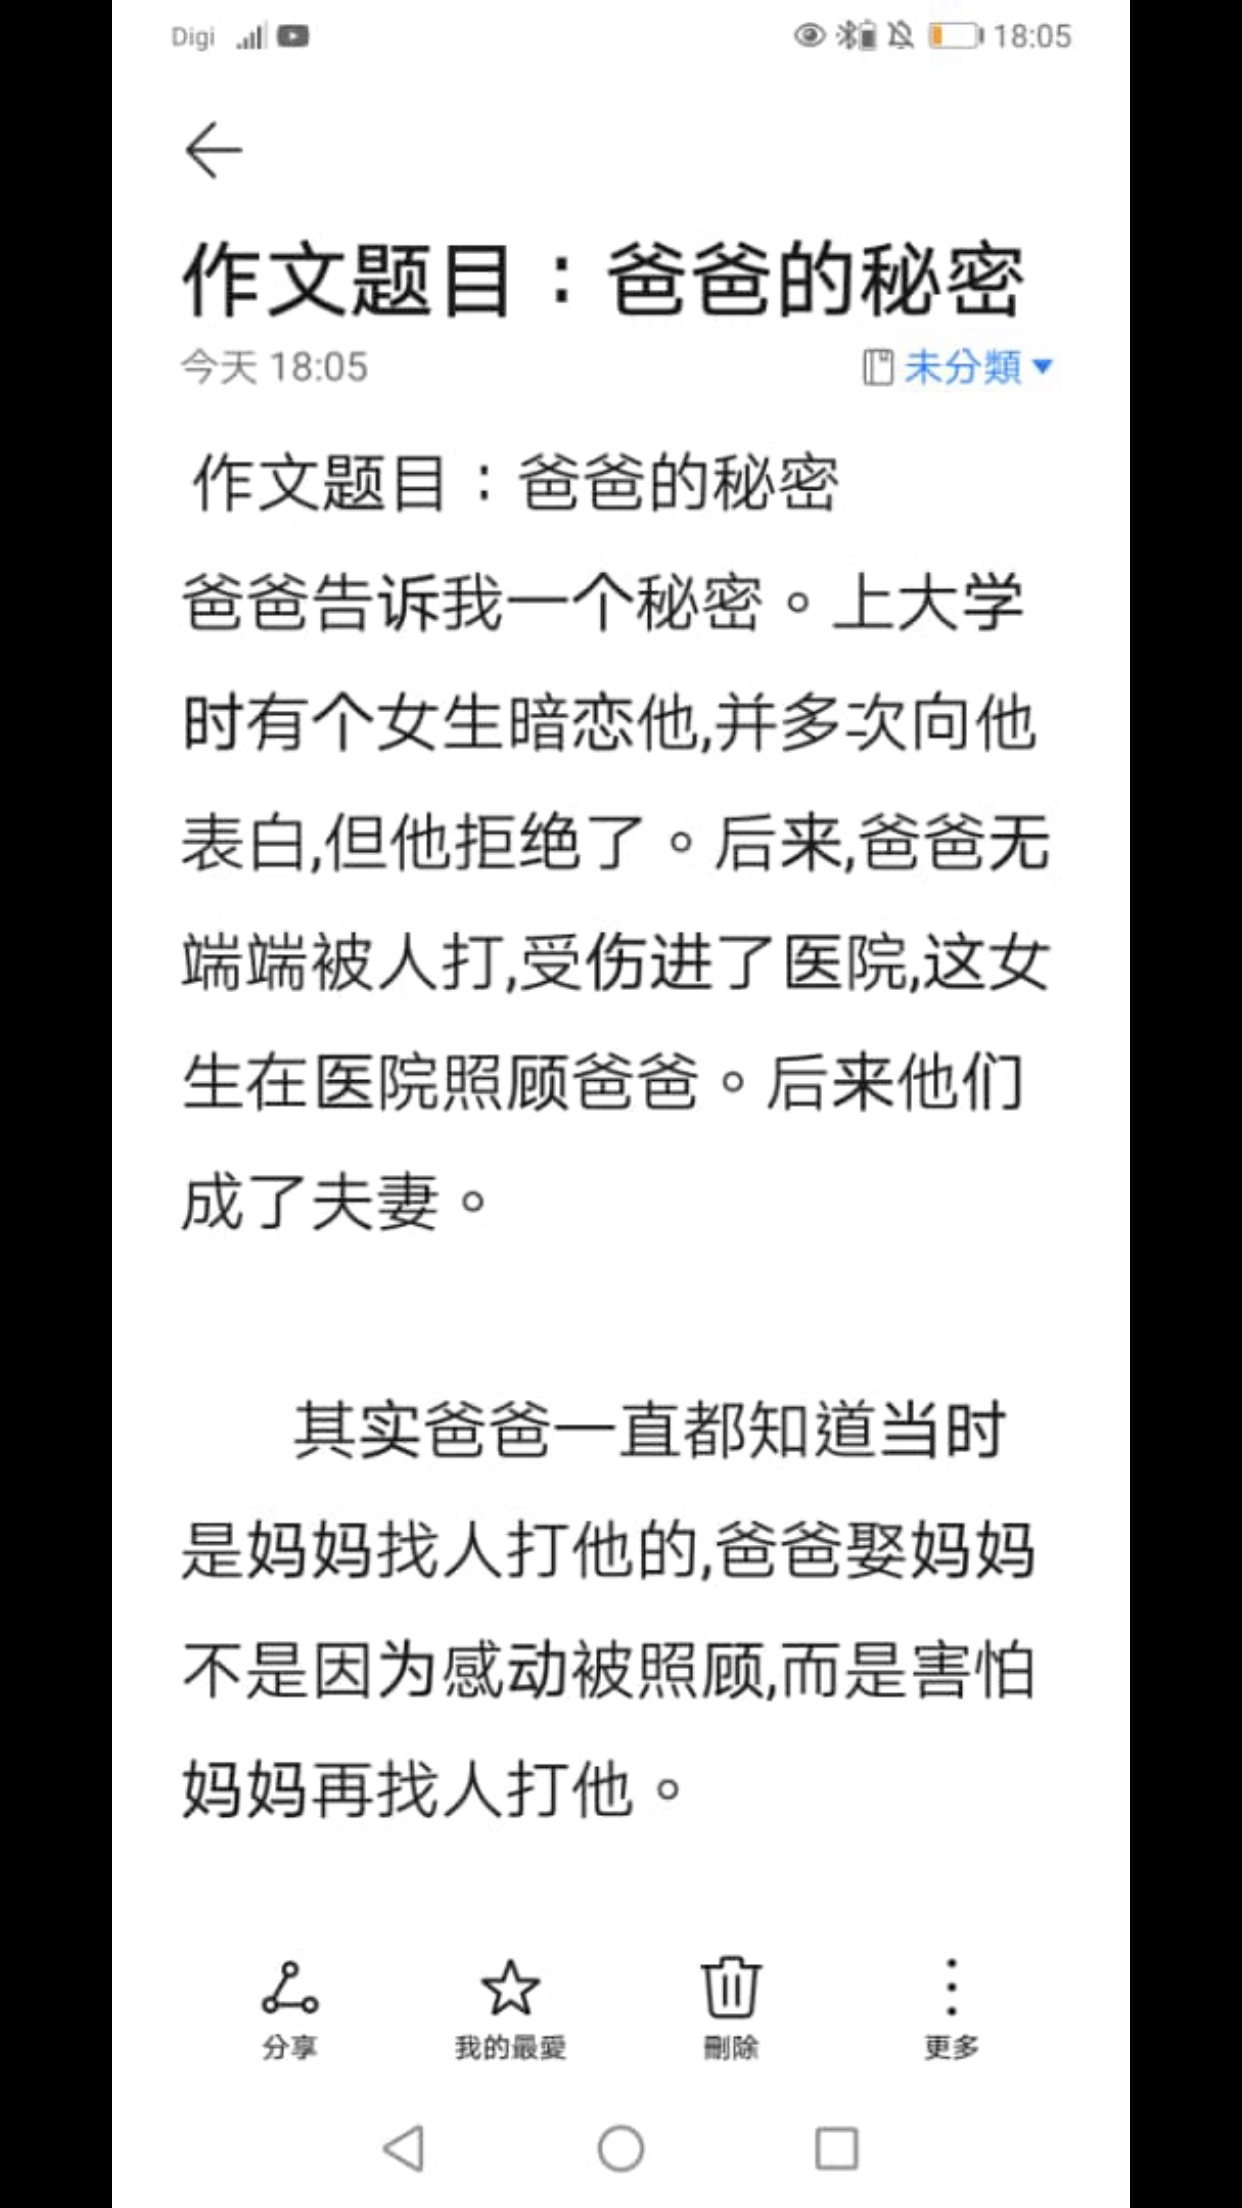 Digi 18:05
作文题目：爸爸的秘密
今天 18:05 未分類
作文题目：爸爸的秘密
爸爸告诉我一个秘密。上大学
时有个女生暗恋他,并多次向他
表白,但他拒绝了。后来,爸爸无
端端被人打,受伤进了医院,这女
生在医院照顾爸爸。后来他们
成了夫妻。
其实爸爸一直都知道当时
是妈妈找人打他的,爸爸娶妈妈
不是因为感动被照顾,而是害怕
妈妈再找人打他。
分享 我的最愛 刪除 更多